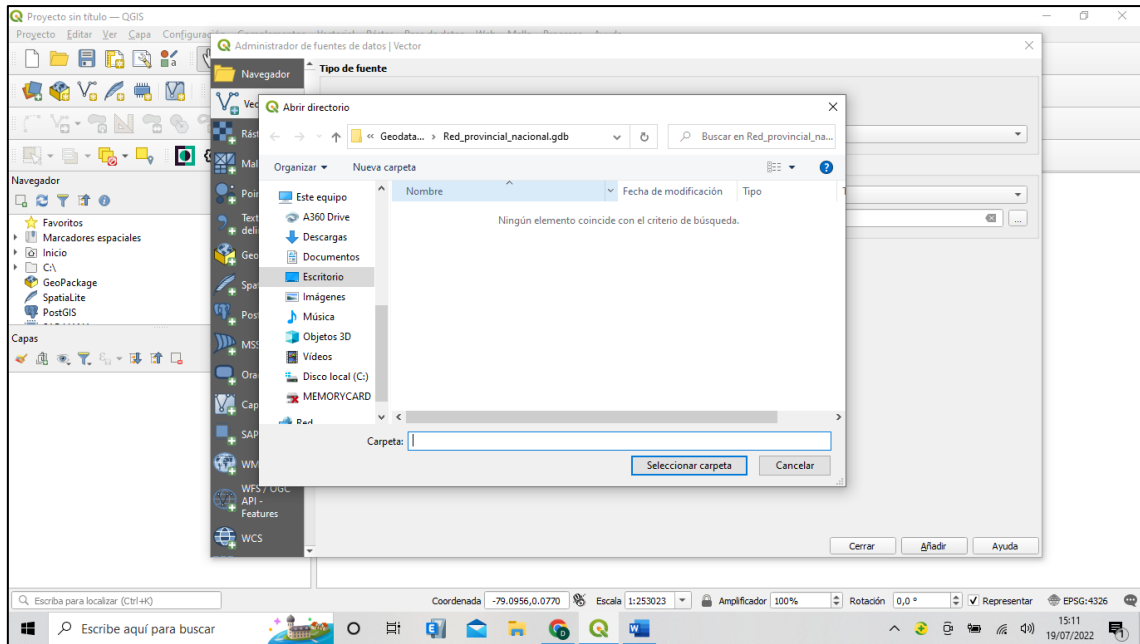 Proyecto sin título — QGIS
Proyecto Editar Ver Capa
Administrador de fuentes de datos | Vector
Navegador
Tipo de fuente
Abrir directorio
« Geodata... › Red_provincial_nacional.gdb
Buscar en Red_provincial_na...
Organizar
Nueva carpeta
Navegador
Favoritos
Marcadores espaciales
Inicio
C:\
GeoPackage
SpatiaLite
PostGIS
Capas
Este equipo
A360 Drive
Descargas
Documentos
Escritorio
Imágenes
Música
Objetos 3D
Vídeos
Disco local (C:)
MEMORYCARD
Red
Nombre
Fecha de modificación
Tipo
Ningún elemento coincide con el criterio de búsqueda.
Carpeta:
Seleccionar carpeta
Cancelar
WFS / OGC
API -
Features
WCS
Cerrar
Añadir
Ayuda
Escriba para localizar (Ctrl+K)
Coordenada -79.0956,0.0770 Escala 1:253023 Amplificador 100% Rotación 0,0 ° Representar EPSG:4326
Escribe aquí para buscar
15:11
19/07/2022